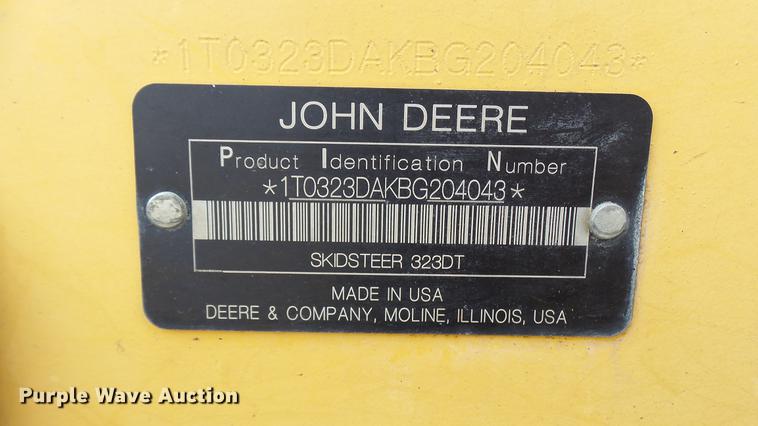 *1T0323DAKBG204043*
JOHN DEERE
Product Identification Number
*1T0323DAKBG204043*
SKIDSTEER 323DT
MADE IN USA
DEERE & COMPANY, MOLINE, ILLINOIS, USA
Purple Wave Auction